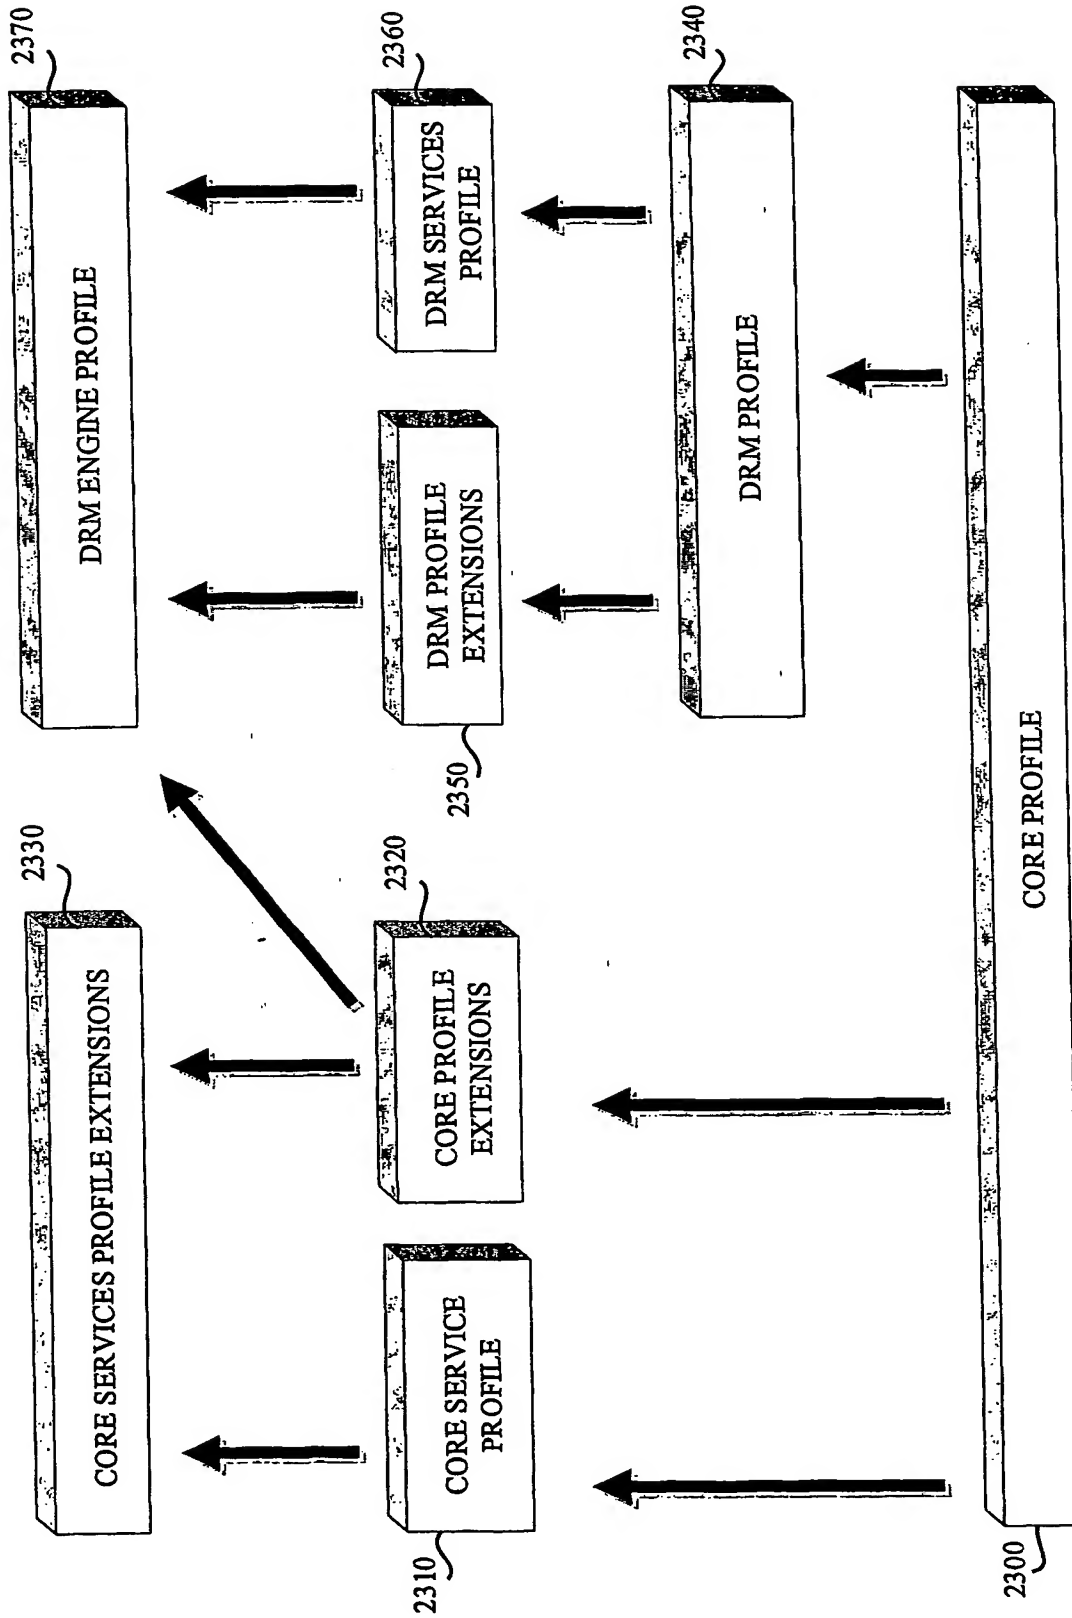 2330
CORE SERVICES PROFILE EXTENSIONS
2370
DRM ENGINE PROFILE
2310
CORE SERVICE
PROFILE
2320
CORE PROFILE
EXTENSIONS
2350
DRM PROFILE
EXTENSIONS
2360
DRM SERVICES
PROFILE
2340
DRM PROFILE
2300
CORE PROFILE